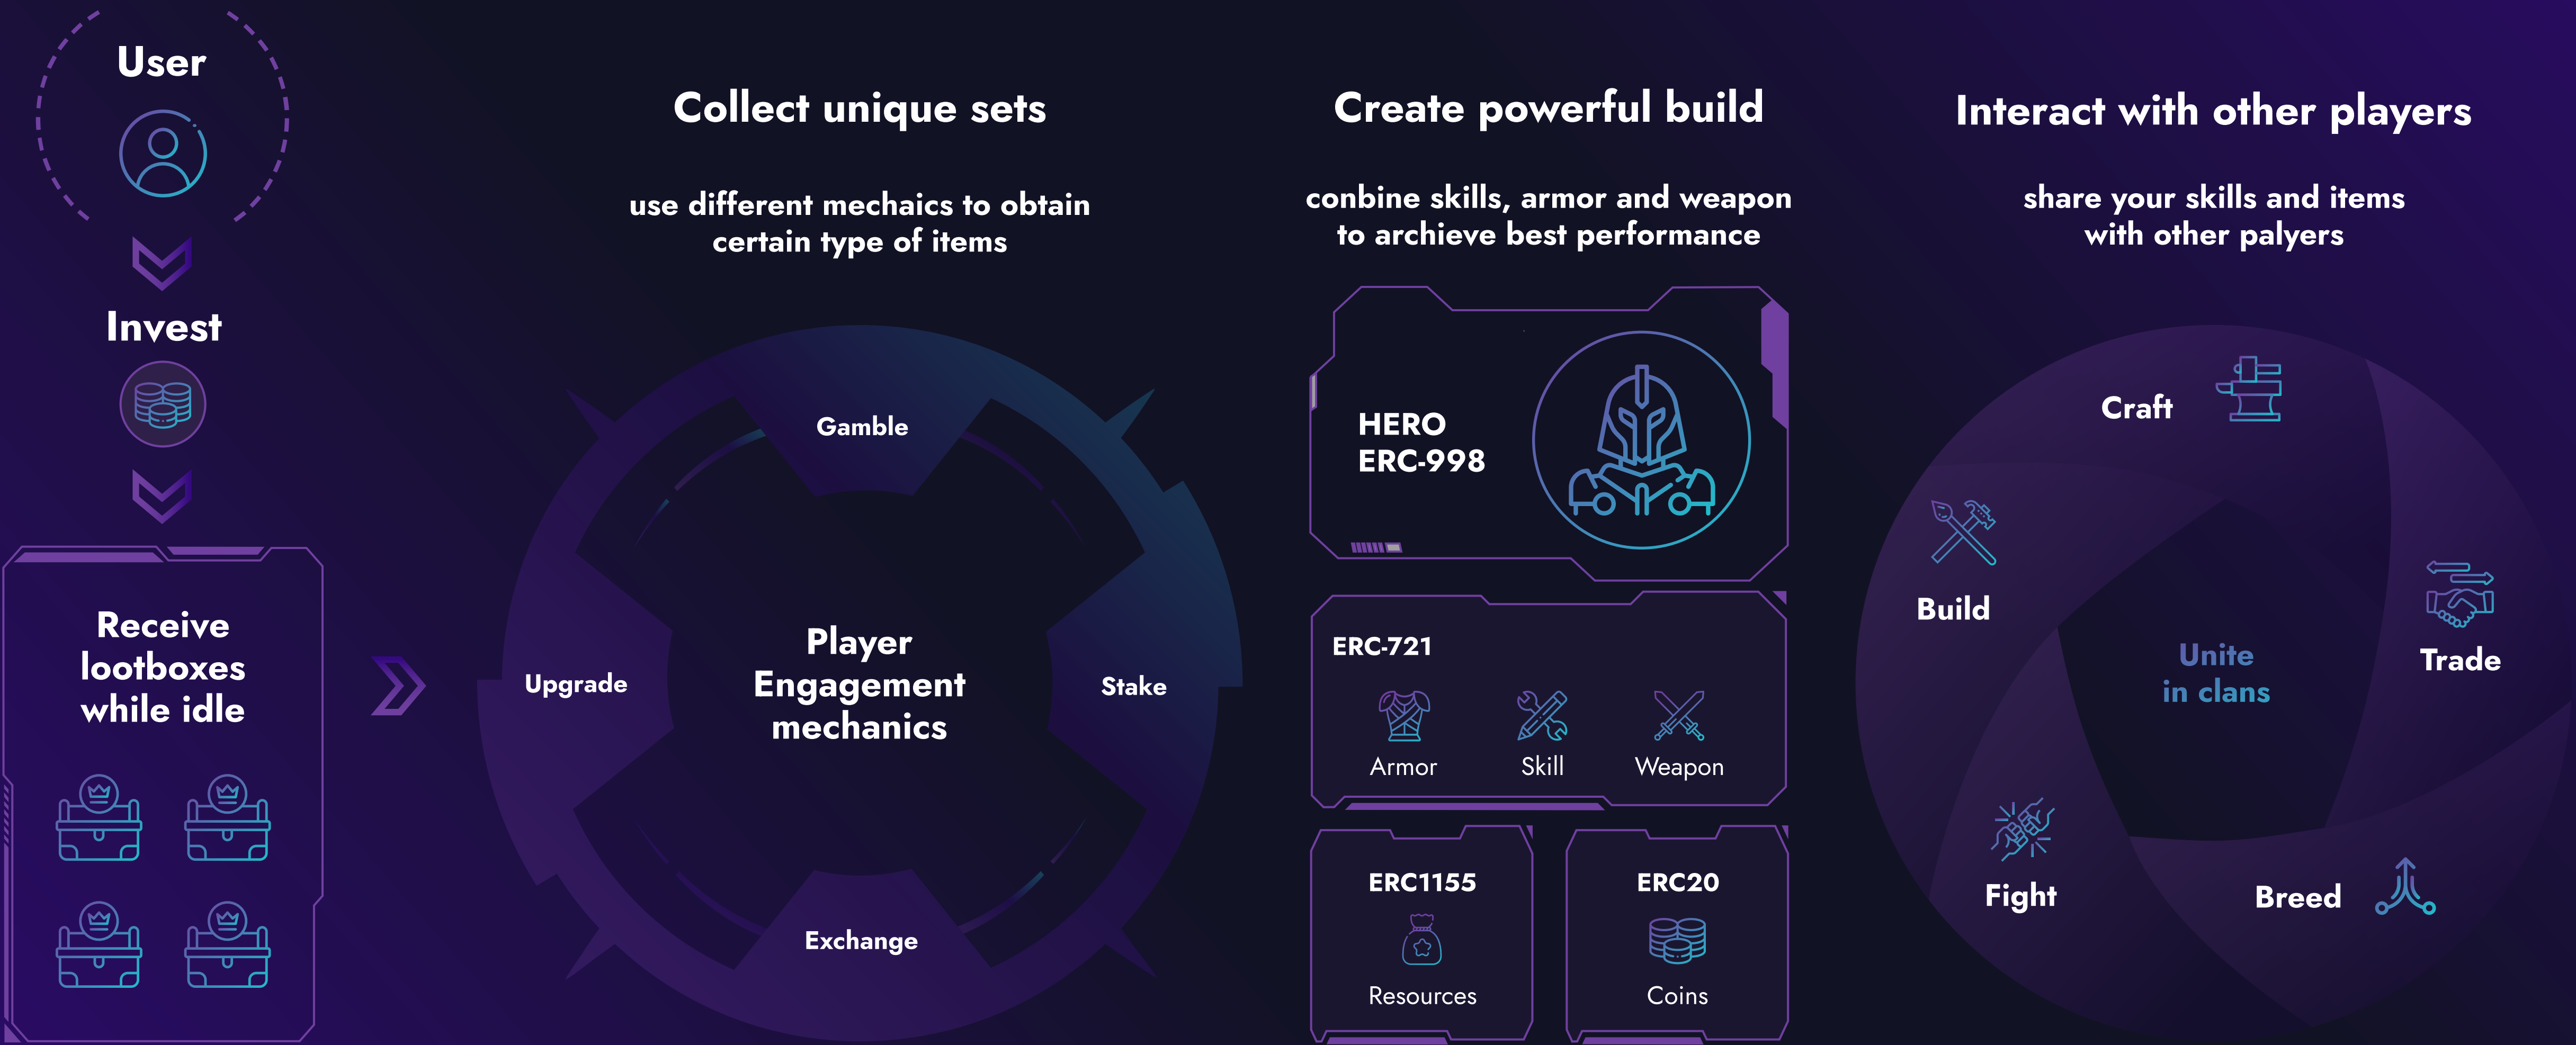 User
Invest
Receive
lootboxes
while idle
Collect unique sets
use different mechaics to obtain
certain type of items
Gamble
Upgrade
Player
Engagement
mechanics
Stake
Exchange
Create powerful build
conbine skills, armor and weapon
to archieve best performance
HERO
ERC-998
ERC-721
Armor
Skill
Weapon
ERC1155
Resources
ERC20
Coins
Interact with other players
share your skills and items
with other palyers
Craft
Build
Trade
Unite
in clans
Fight
Breed